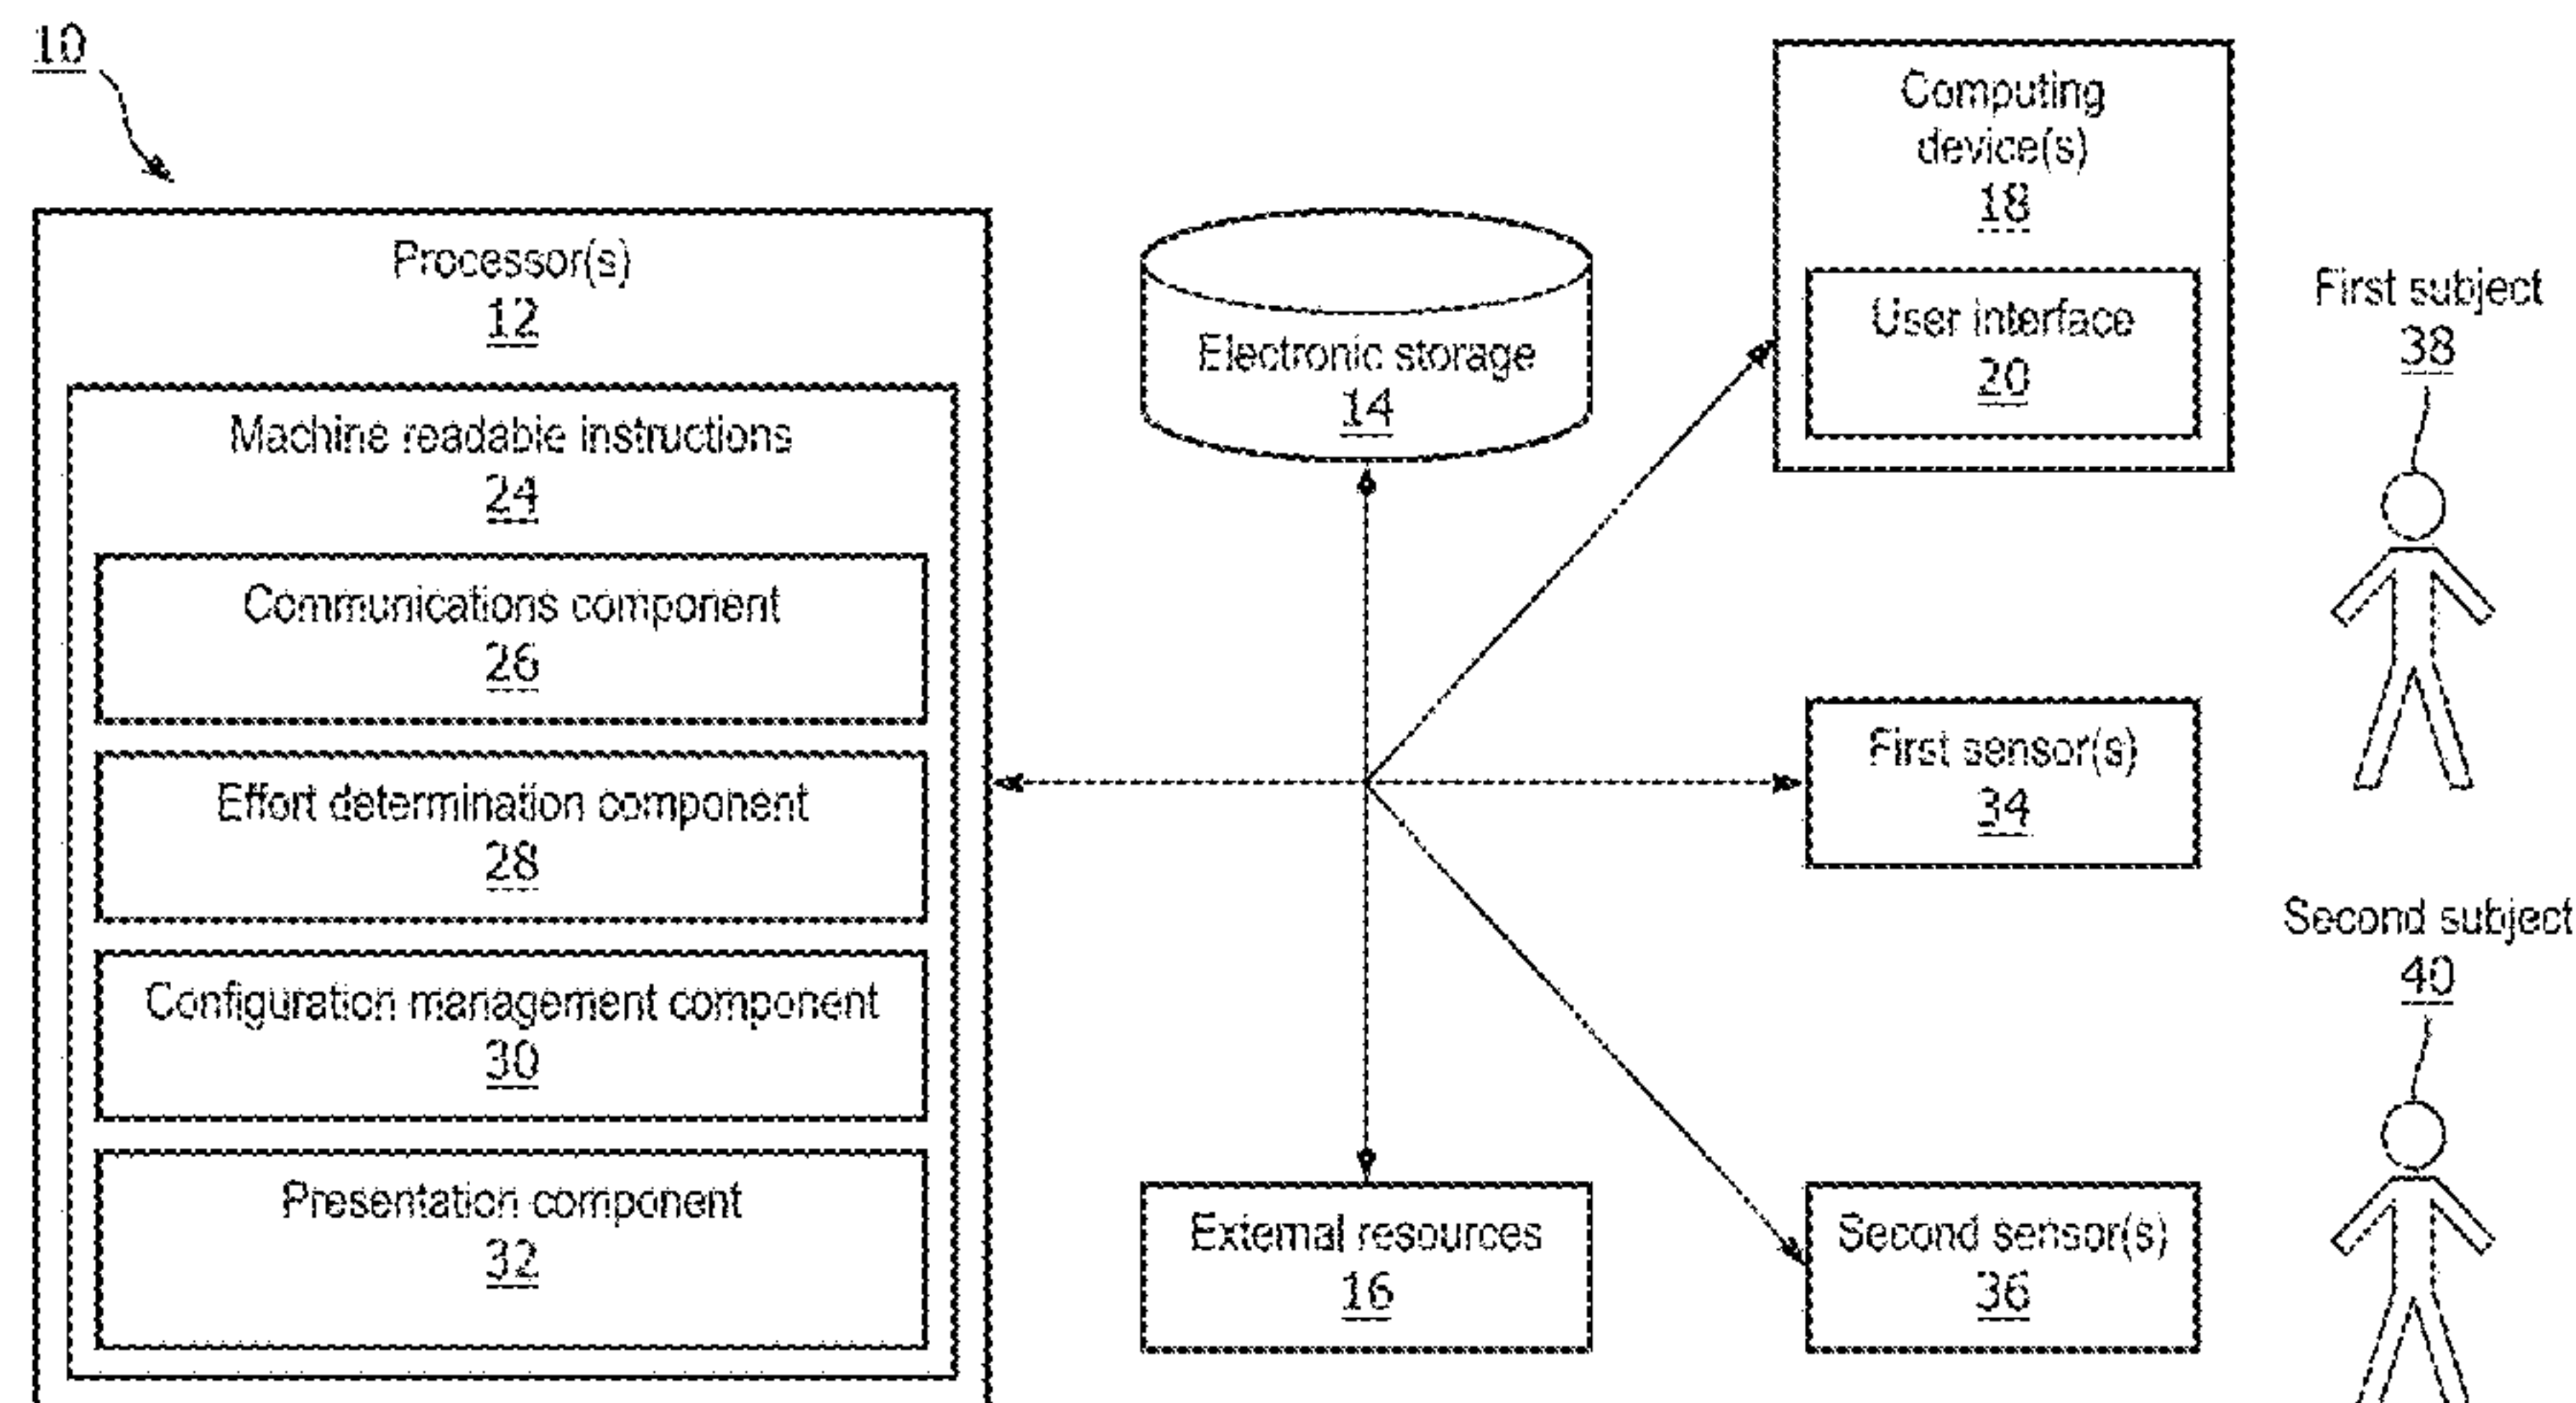 10
Processor(s)
12
Machine readable instructions
24
Communications component
26
Effort determination component
28
Configuration management component
30
Presentation component
32
Electronic storage
14
External resources
16
Computing
device(s)
18
User interface
20
First sensor(s)
34
Second sensor(s)
36
First subject
38
Second subject
40